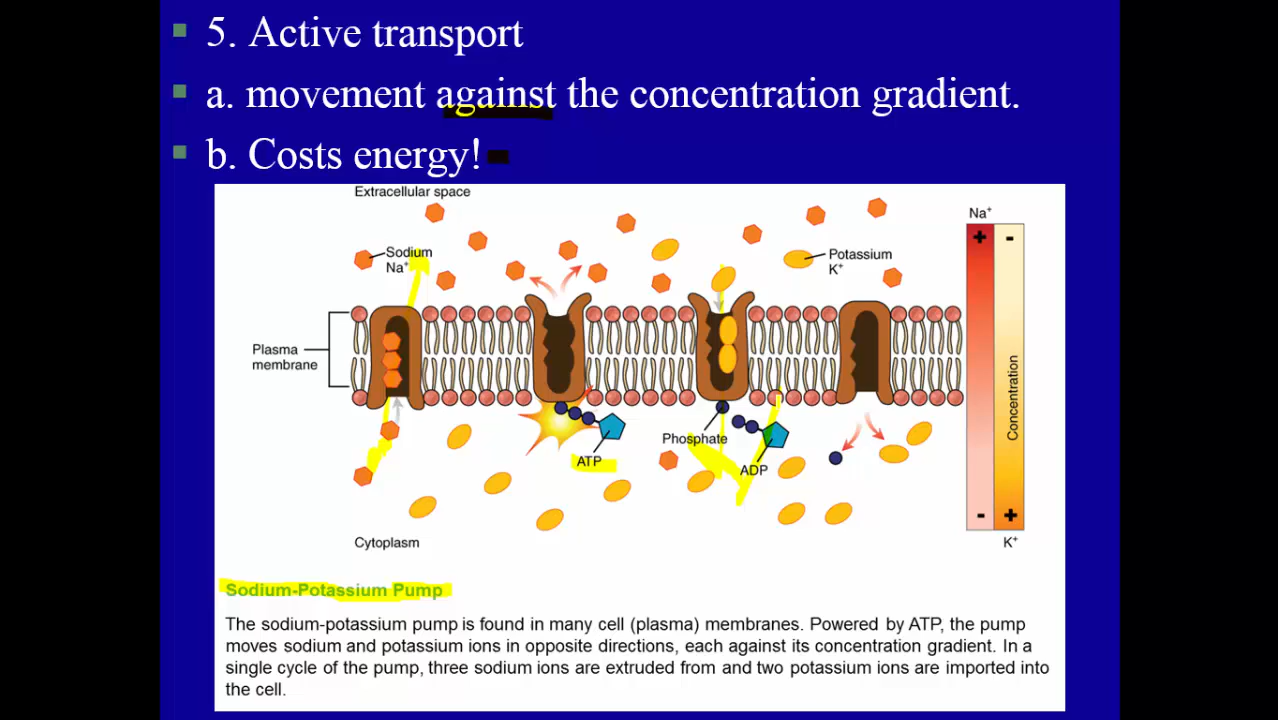 5. Active transport
a. movement against the concentration gradient.
b. Costs energy!
Extracellular space
Na+
+
-
Sodium
Na+
Potassium
K+
Plasma
membrane
Concentration
Phosphate
ATP
ADP
-
+
Cytoplasm
K+
Sodium-Potassium Pump
The sodium-potassium pump is found in many cell (plasma) membranes. Powered by ATP, the pump
moves sodium and potassium ions in opposite directions, each against its concentration gradient. In a
single cycle of the pump, three sodium ions are extruded from and two potassium ions are imported into
the cell.